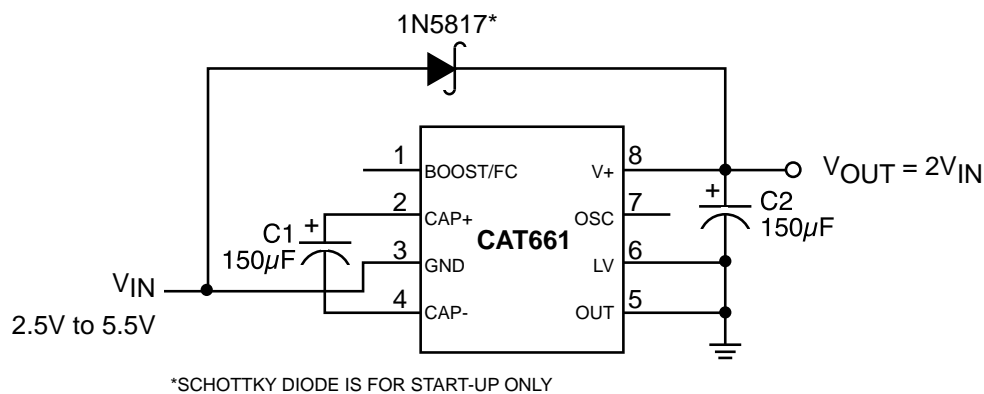 1N5817*
1
BOOST/FC
V+
8
VOUT = 2VIN
2
CAP+
OSC
7
+
C1
150µF
CAT661
+
C2
150µF
3
GND
LV
6
VIN
2.5V to 5.5V
4
CAP-
OUT
5
*SCHOTTKY DIODE IS FOR START-UP ONLY